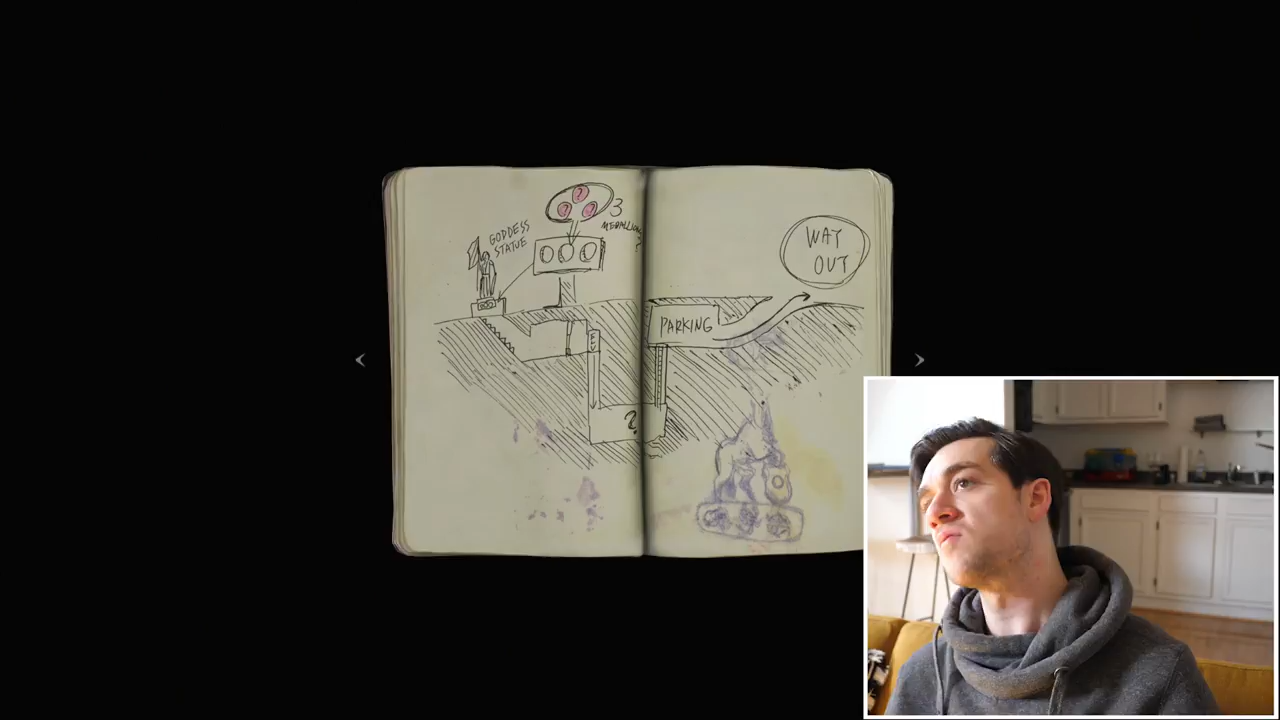 3
MEDALLIONS
?
GODDESS
STATUE
? ? ?
WAY
OUT
PARKING
?